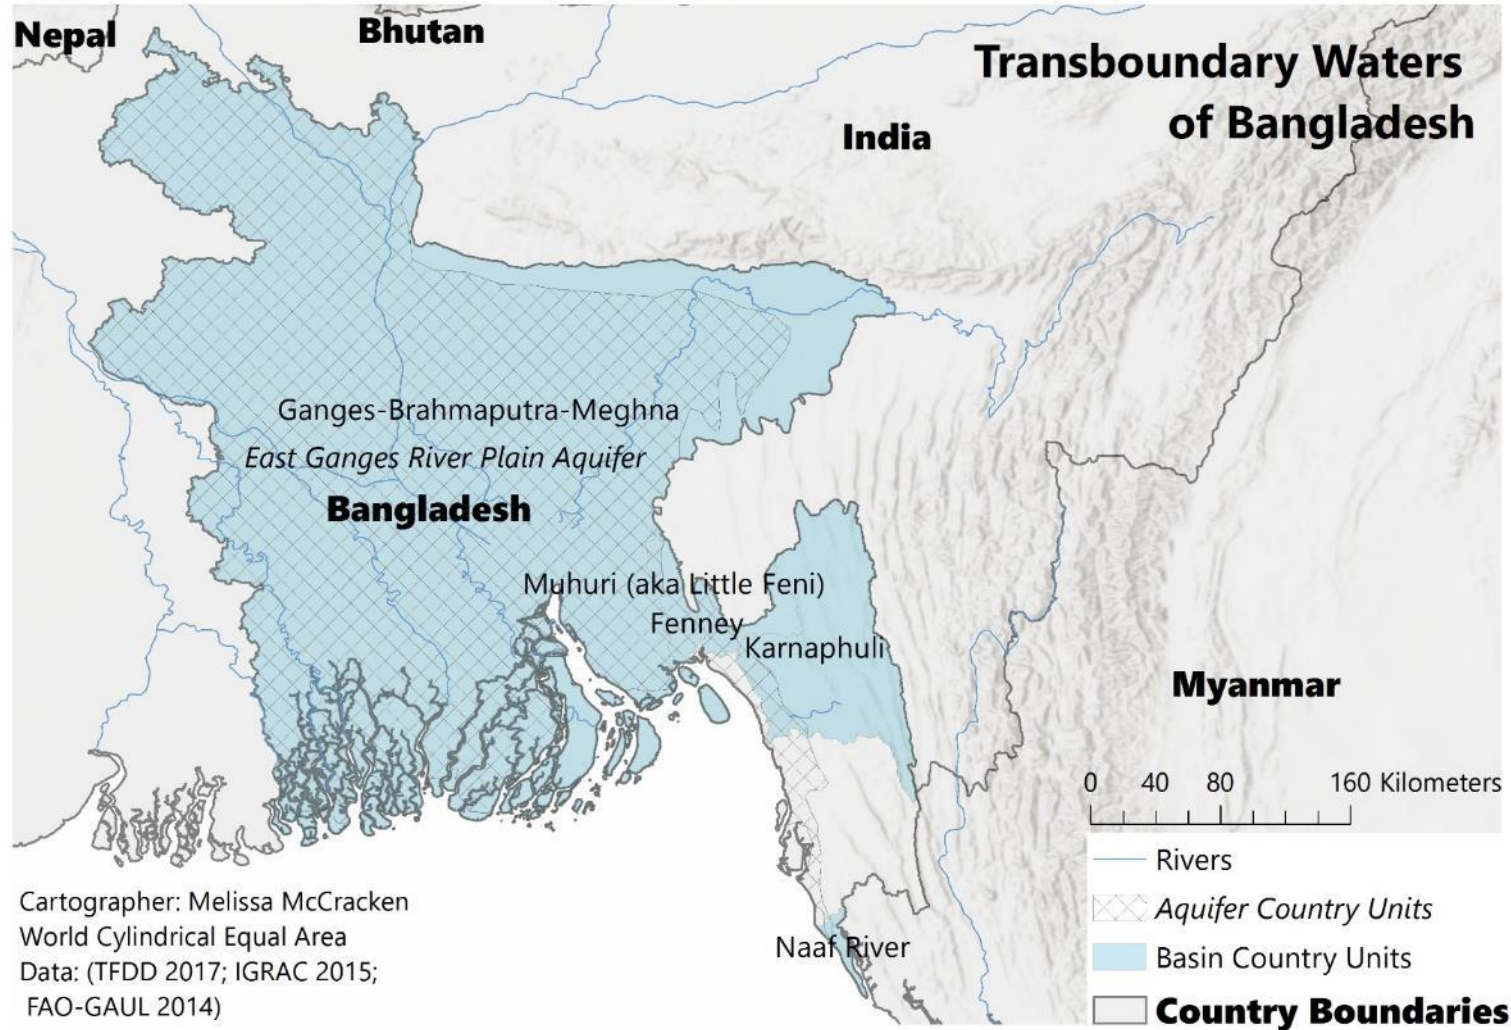 Nepal
Bhutan
Transboundary Waters
of Bangladesh
India
Ganges-Brahmaputra-Meghna
East Ganges River Plain Aquifer
Bangladesh
Muhuri (aka Little Feni)
Fenney
Karnaphuli
Myanmar
Naaf River
0 40 80 160 Kilometers
Rivers
Aquifer Country Units
Basin Country Units
Country Boundaries
Cartographer: Melissa McCracken
World Cylindrical Equal Area
Data: (TFDD 2017; IGRAC 2015;
FAO-GAUL 2014)